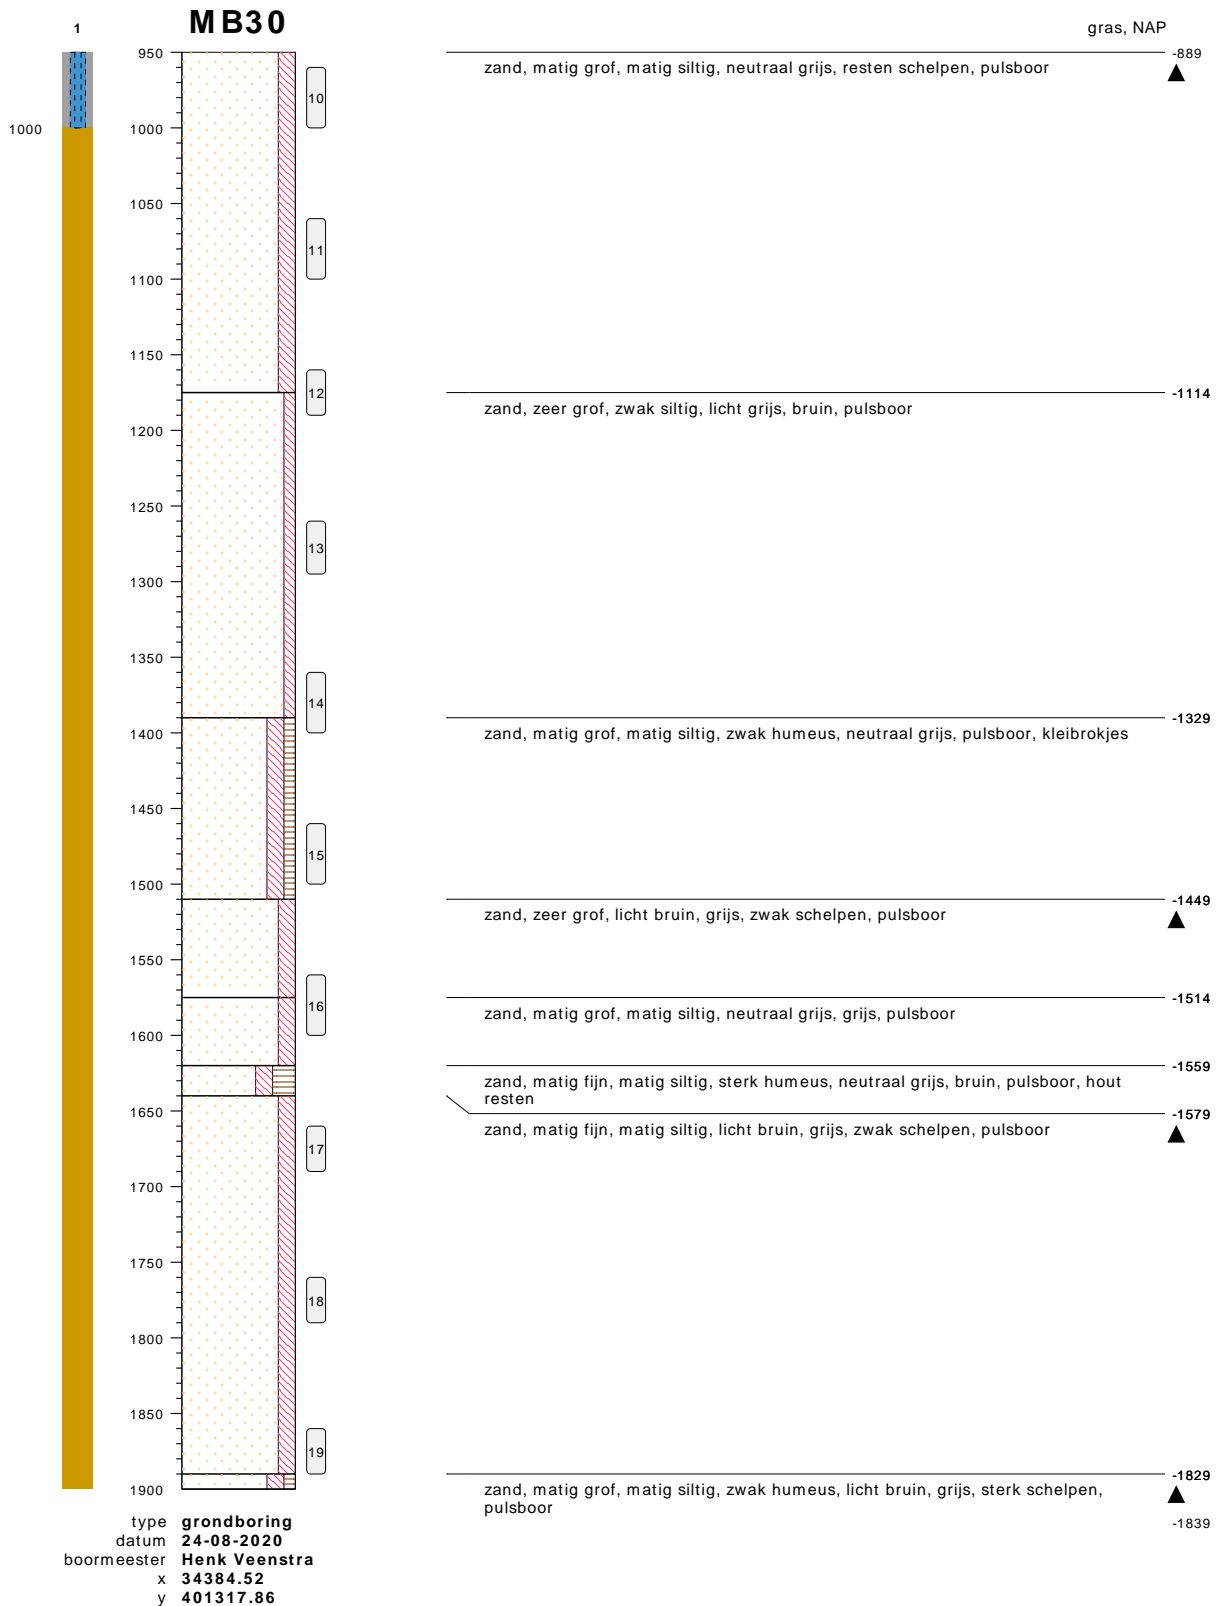 1
MB30
gras, NAP
950
-889
zand, matig grof, matig siltig, neutraal grijs, resten schelpen, pulsboor
10
1000
1000
1050
11
1100
1150
12
-1114
zand, zeer grof, zwak siltig, licht grijs, bruin, pulsboor
1200
1250
13
1300
1350
14
-1329
1400
zand, matig grof, matig siltig, zwak humeus, neutraal grijs, pulsboor, kleibrokjes
1450
15
1500
-1449
zand, zeer grof, licht bruin, grijs, zwak schelpen, pulsboor
1550
16
-1514
zand, matig grof, matig siltig, neutraal grijs, grijs, pulsboor
1600
-1559
zand, matig fijn, matig siltig, sterk humeus, neutraal grijs, bruin, pulsboor, hout
resten
1650
-1579
zand, matig fijn, matig siltig, licht bruin, grijs, zwak schelpen, pulsboor
17
1700
1750
18
1800
1850
19
-1829
1900
zand, matig grof, matig siltig, zwak humeus, licht bruin, grijs, sterk schelpen,
pulsboor
-1839
type grondboring
datum 24-08-2020
boormeester Henk Veenstra
x 34384.52
y 401317.86